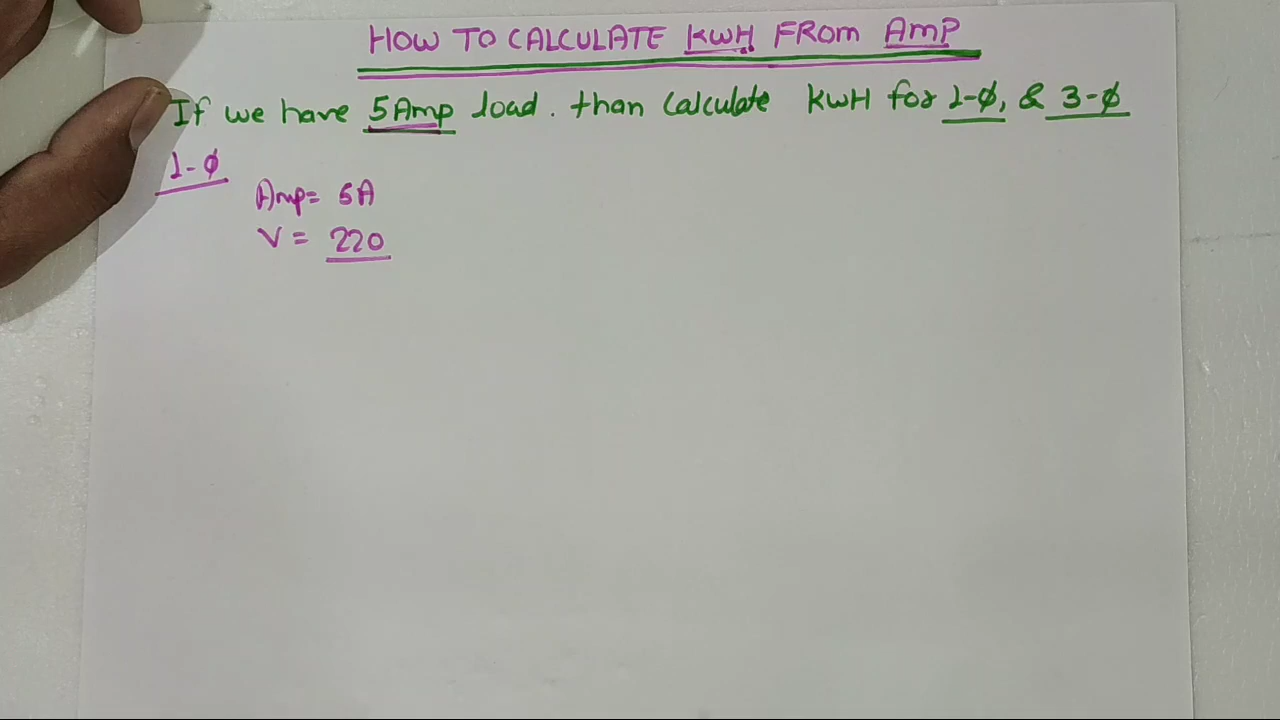 HOW TO CALCULATE KWH FROM AMP
If we have 5Amp load. than Calculate KWH for 1-φ, & 3-φ
1-φ
Amp= 5A
V = 220